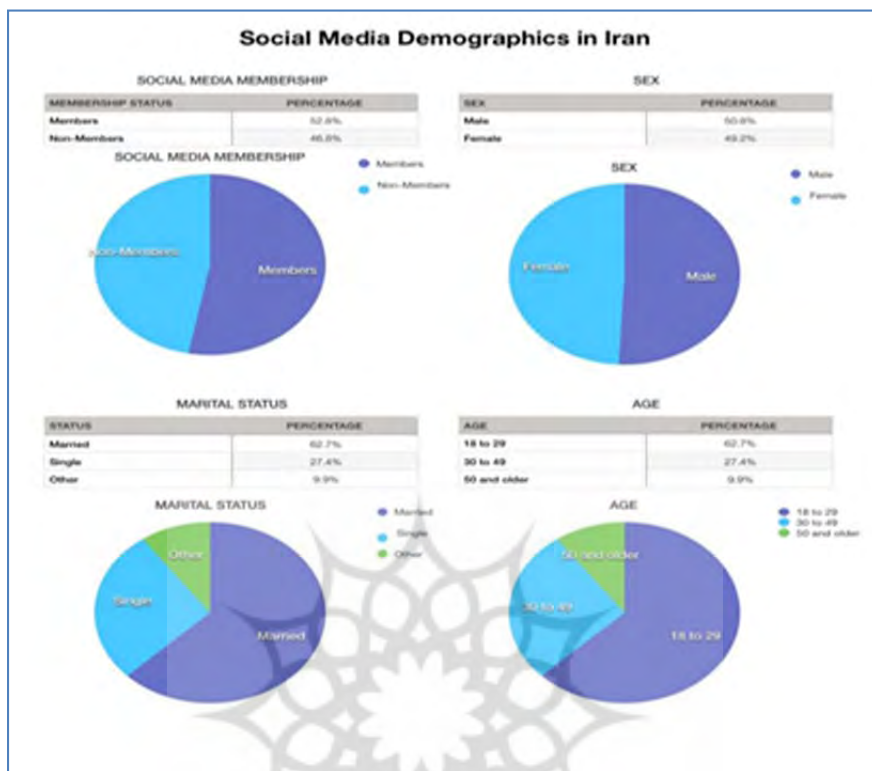 Social Media Demographics in Iran
SOCIAL MEDIA MEMBERSHIP
MEMBERSHIP STATUS PERCENTAGE
Members 52.8%
Non-Members 46.8%
SOCIAL MEDIA MEMBERSHIP
Members
Non-Members
Non-Members
Members
SEX
SEX PERCENTAGE
Male 50.8%
Female 49.2%
SEX
Male
Female
Female
Male
MARITAL STATUS
STATUS PERCENTAGE
Married 62.7%
Single 27.4%
Other 9.9%
MARITAL STATUS
Married
Single
Other
Other
Single
Married
AGE
AGE PERCENTAGE
18 to 29 62.7%
30 to 49 27.4%
50 and older 9.9%
AGE
18 to 29
30 to 49
50 and older
50 and older
30 to 49
18 to 29